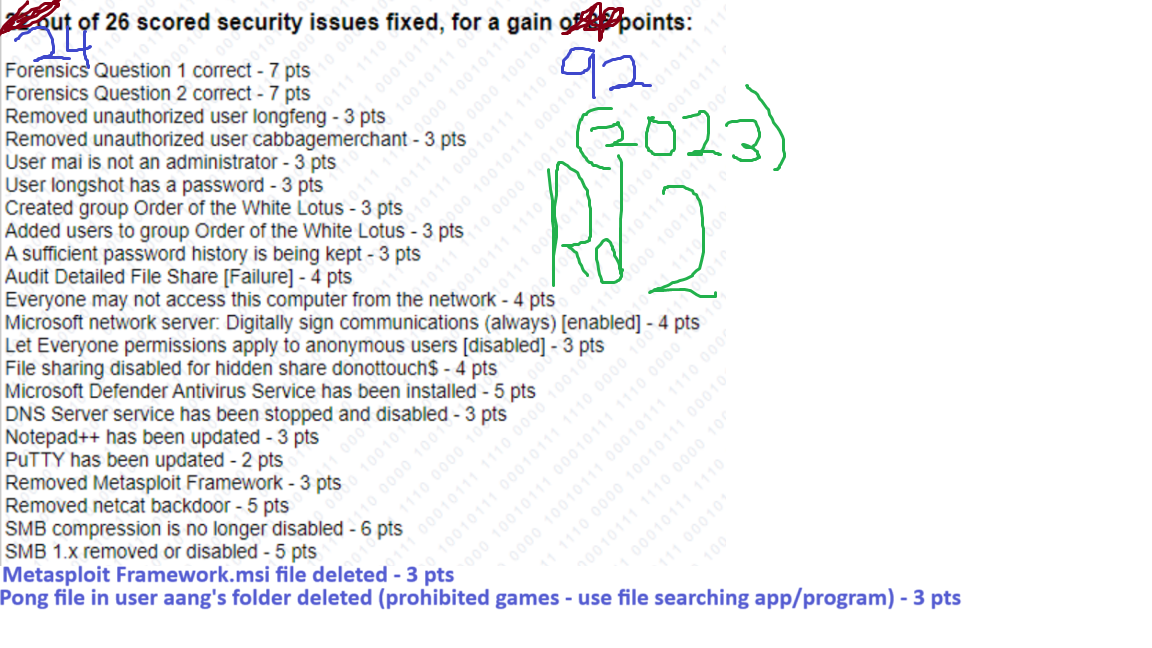 out of 26 scored security issues fixed, for a gain of points:
24
92
Forensics Question 1 correct - 7 pts
Forensics Question 2 correct - 7 pts
Removed unauthorized user longfeng - 3 pts
(2023)
Removed unauthorized user cabbagemerchant - 3 pts
User mai is not an administrator - 3 pts
User longshot has a password - 3 pts
Created group Order of the White Lotus - 3 pts
Rd 2
Added users to group Order of the White Lotus - 3 pts
A sufficient password history is being kept - 3 pts
Audit Detailed File Share [Failure] - 4 pts
Everyone may not access this computer from the network - 4 pts
Microsoft network server: Digitally sign communications (always) [enabled] - 4 pts
Let Everyone permissions apply to anonymous users [disabled] - 3 pts
File sharing disabled for hidden share donottouch$ - 4 pts
Microsoft Defender Antivirus Service has been installed - 5 pts
DNS Server service has been stopped and disabled - 3 pts
Notepad++ has been updated - 3 pts
PuTTY has been updated - 2 pts
Removed Metasploit Framework - 3 pts
Removed netcat backdoor - 5 pts
SMB compression is no longer disabled - 6 pts
SMB 1.x removed or disabled - 5 pts
Metasploit Framework.msi file deleted - 3 pts
Pong file in user aang's folder deleted (prohibited games - use file searching app/program) - 3 pts